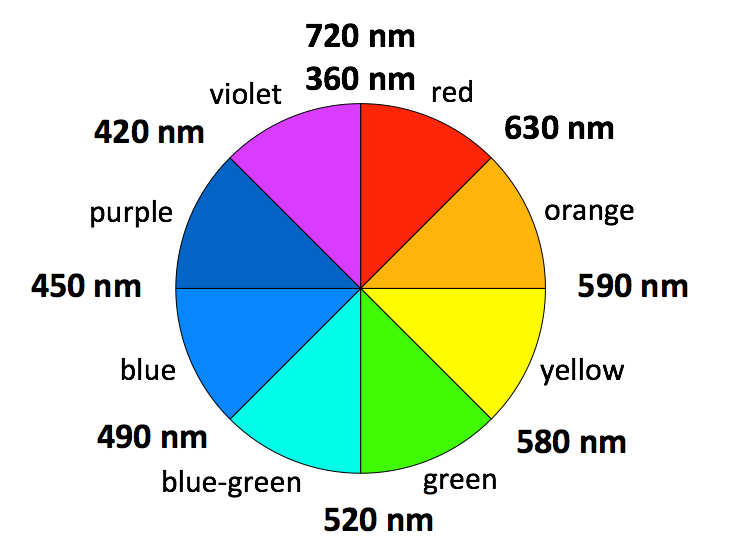 720 nm
360 nm
violet
red
420 nm
630 nm
purple
orange
450 nm
590 nm
blue
yellow
490 nm
580 nm
blue-green
green
520 nm